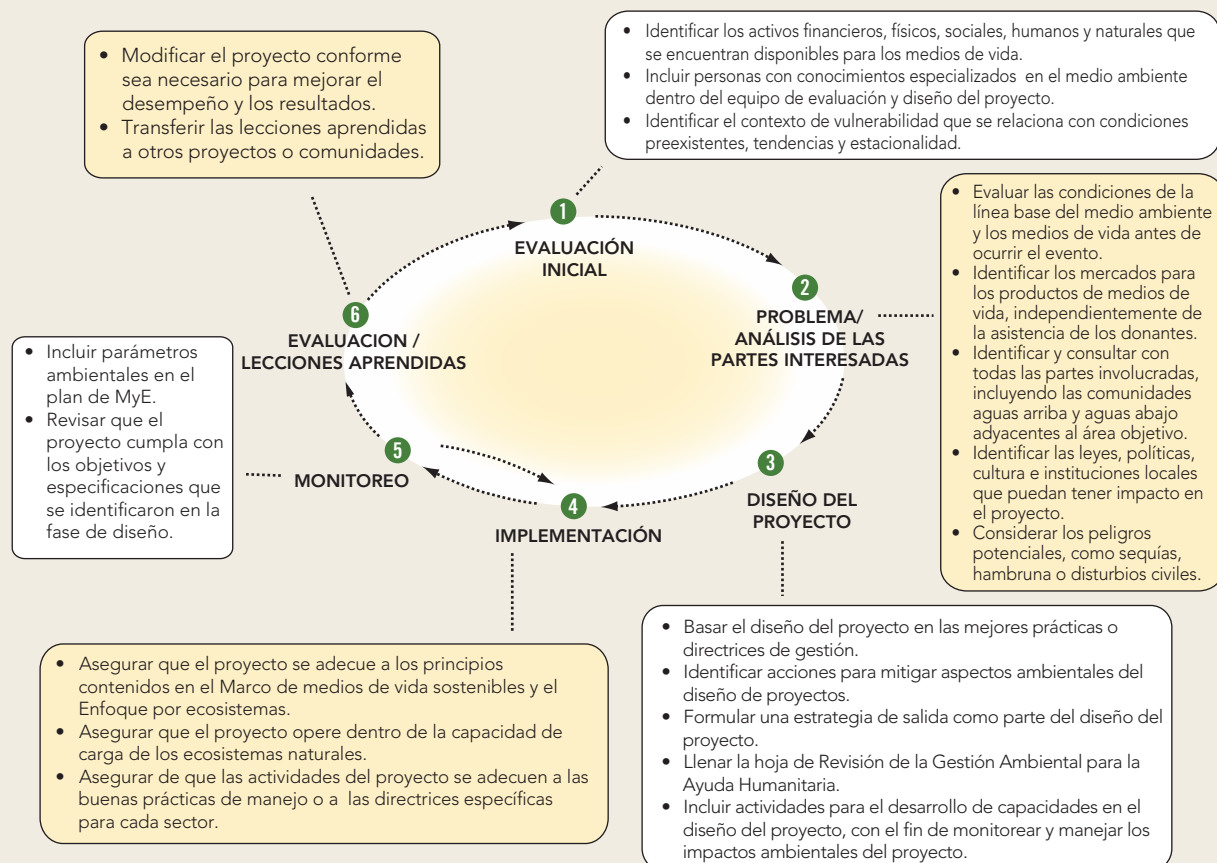 • Modificar el proyecto conforme
sea necesario para mejorar el
desempeño y los resultados.
• Transferir las lecciones aprendidas
a otros proyectos o comunidades.
• Identificar los activos financieros, físicos, sociales, humanos y naturales que
se encuentran disponibles para los medios de vida.
• Incluir personas con conocimientos especializados en el medio ambiente
dentro del equipo de evaluación y diseño del proyecto.
• Identificar el contexto de vulnerabilidad que se relaciona con condiciones
preexistentes, tendencias y estacionalidad.
1
EVALUACIÓN
INICIAL
2
PROBLEMA/
ANÁLISIS DE LAS
PARTES INTERESADAS
• Evaluar las condiciones de la
línea base del medio ambiente
y los medios de vida antes de
ocurrir el evento.
• Identificar los mercados para
los productos de medios de
vida, independientemente de
la asistencia de los donantes.
• Identificar y consultar con
todas las partes involucradas,
incluyendo las comunidades
aguas arriba y aguas abajo
adyacentes al área objetivo.
• Identificar las leyes, políticas,
cultura e instituciones locales
que puedan tener impacto en
el proyecto.
• Considerar los peligros
potenciales, como sequías,
hambruna o disturbios civiles.
6
EVALUACION /
LECCIONES APRENDIDAS
• Incluir parámetros
ambientales en el
plan de MyE.
• Revisar que el
proyecto cumpla con
los objetivos y
especificaciones que
se identificaron en la
fase de diseño.
5
MONITOREO
4
IMPLEMENTACIÓN
3
DISEÑO DEL
PROYECTO
• Asegurar que el proyecto se adecue a los principios
contenidos en el Marco de medios de vida sostenibles y el
Enfoque por ecosistemas.
• Asegurar que el proyecto opere dentro de la capacidad de
carga de los ecosistemas naturales.
• Asegurar de que las actividades del proyecto se adecuen a las
buenas prácticas de manejo o a las directrices específicas
para cada sector.
• Basar el diseño del proyecto en las mejores prácticas o
directrices de gestión.
• Identificar acciones para mitigar aspectos ambientales del
diseño de proyectos.
• Formular una estrategia de salida como parte del diseño del
proyecto.
• Llenar la hoja de Revisión de la Gestión Ambiental para la
Ayuda Humanitaria.
• Incluir actividades para el desarrollo de capacidades en el
diseño del proyecto, con el fin de monitorear y manejar los
impactos ambientales del proyecto.